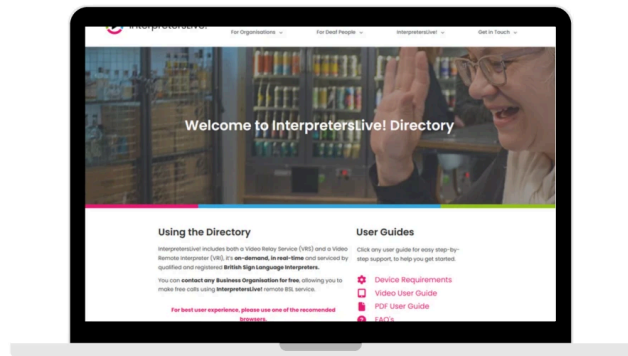 InterpretersLive!
For Organisations
For Deaf People
InterpretersLive!
Get in Touch
Welcome to InterpretersLive! Directory
Using the Directory
InterpretersLive! includes both a Video Relay Service (VRS) and a Video
Remote Interpreter (VRI), it's on-demand, in real-time and serviced by
qualified and registered British Sign Language Interpreters.
You can contact any Business Organisation for free, allowing you to
make free calls using InterpretersLive! remote BSL service.
For best user experience, please use one of the recomended
browsers.
User Guides
Click any user guide for easy step-by-
step support, to help you get started.
Device Requirements
Video User Guide
PDF User Guide
FAQ's